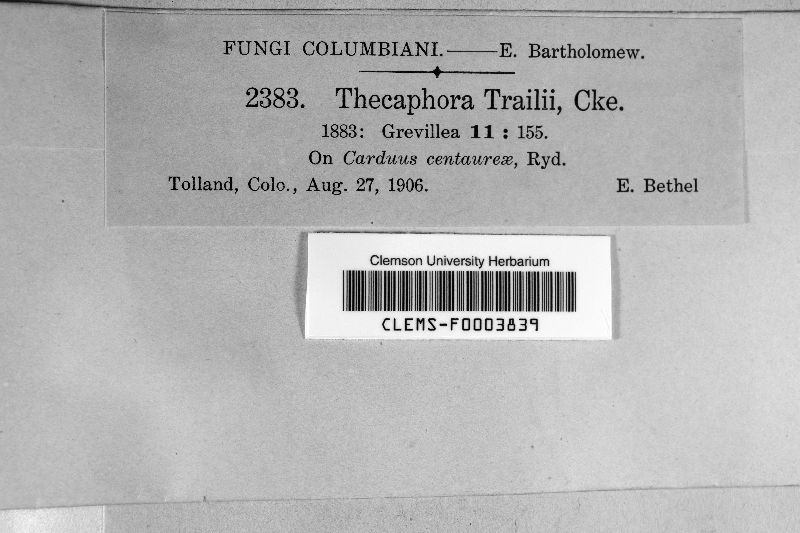 FUNGI COLUMBIANI.——E. Bartholomew.
2383. Thecaphora Trailii, Cke.
1883: Grevillea 11 : 155.
On Carduus centaureæ, Ryd.
Tolland, Colo., Aug. 27, 1906. E. Bethel
Clemson University Herbarium
CLEMS-F0003839